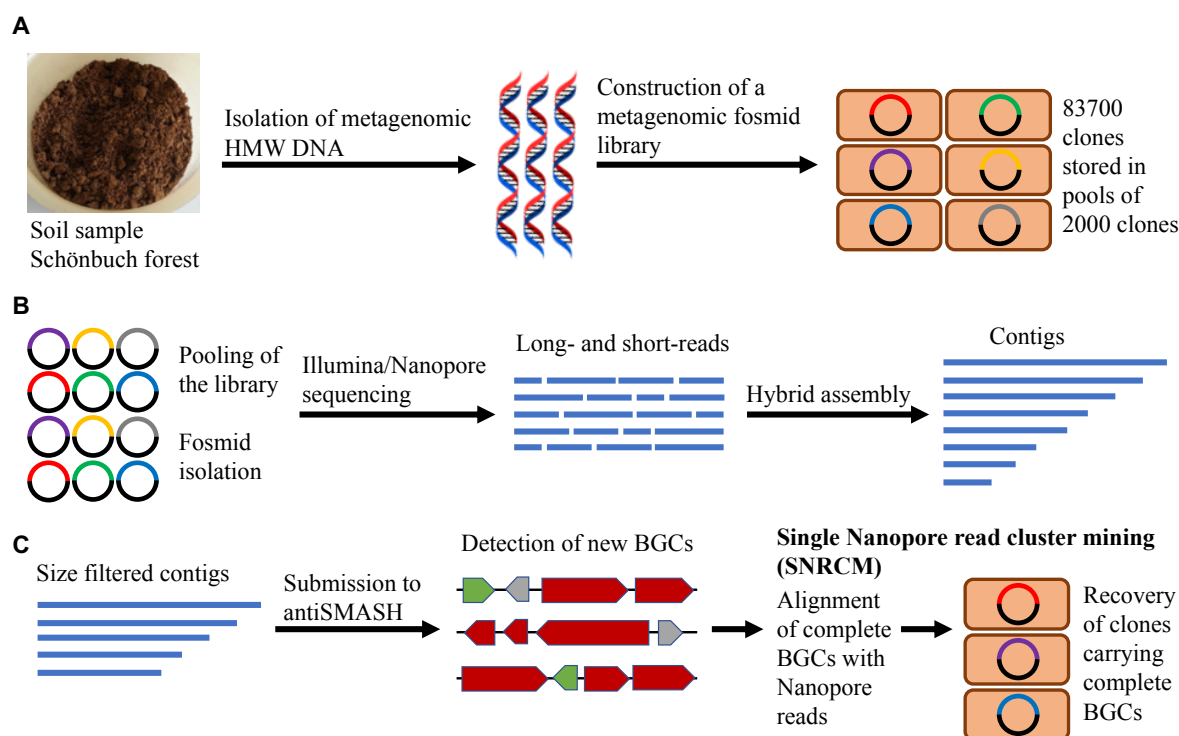 A
Isolation of metagenomic
HMW DNA
Construction of a
metagenomic fosmid
library
83700
clones
stored in
pools of
2000 clones
Soil sample
Schönbuch forest
B
Pooling of
the library
Fosmid
isolation
Illumina/Nanopore
sequencing
Long- and short-reads
Hybrid assembly
Contigs
C
Size filtered contigs
Submission to
antiSMASH
Detection of new BGCs
Single Nanopore read cluster mining
(SNRCM)
Alignment
of complete
BGCs with
Nanopore
reads
Recovery
of clones
carrying
complete
BGCs